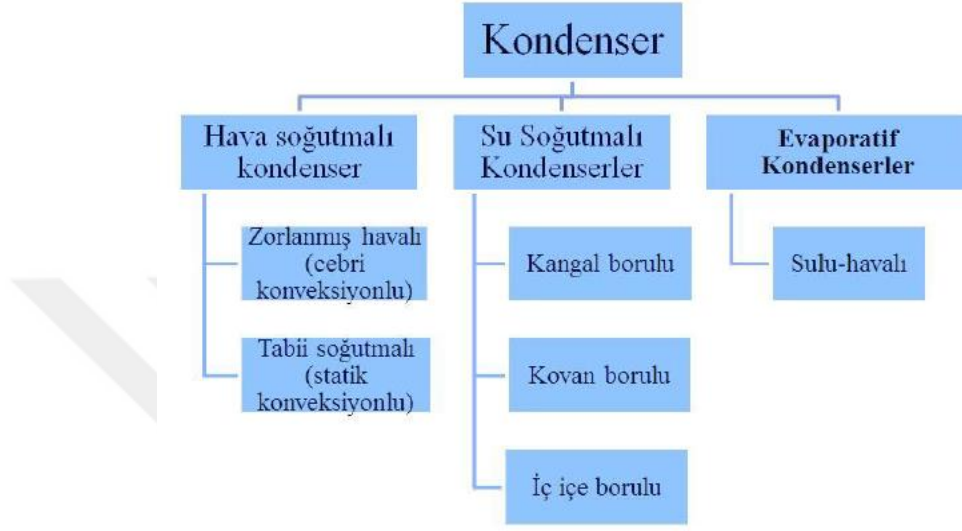 Kondenser
Hava soğutmalı
kondenser
Zorlanmış havalı
(cebri
konveksiyonlu)
Tabii soğutmalı
(statik
konveksiyonlu)
Su Soğutmalı
Kondenserler
Kangal borulu
Kovan borulu
İç içe borulu
Evaporatif
Kondenserler
Sulu-havalı